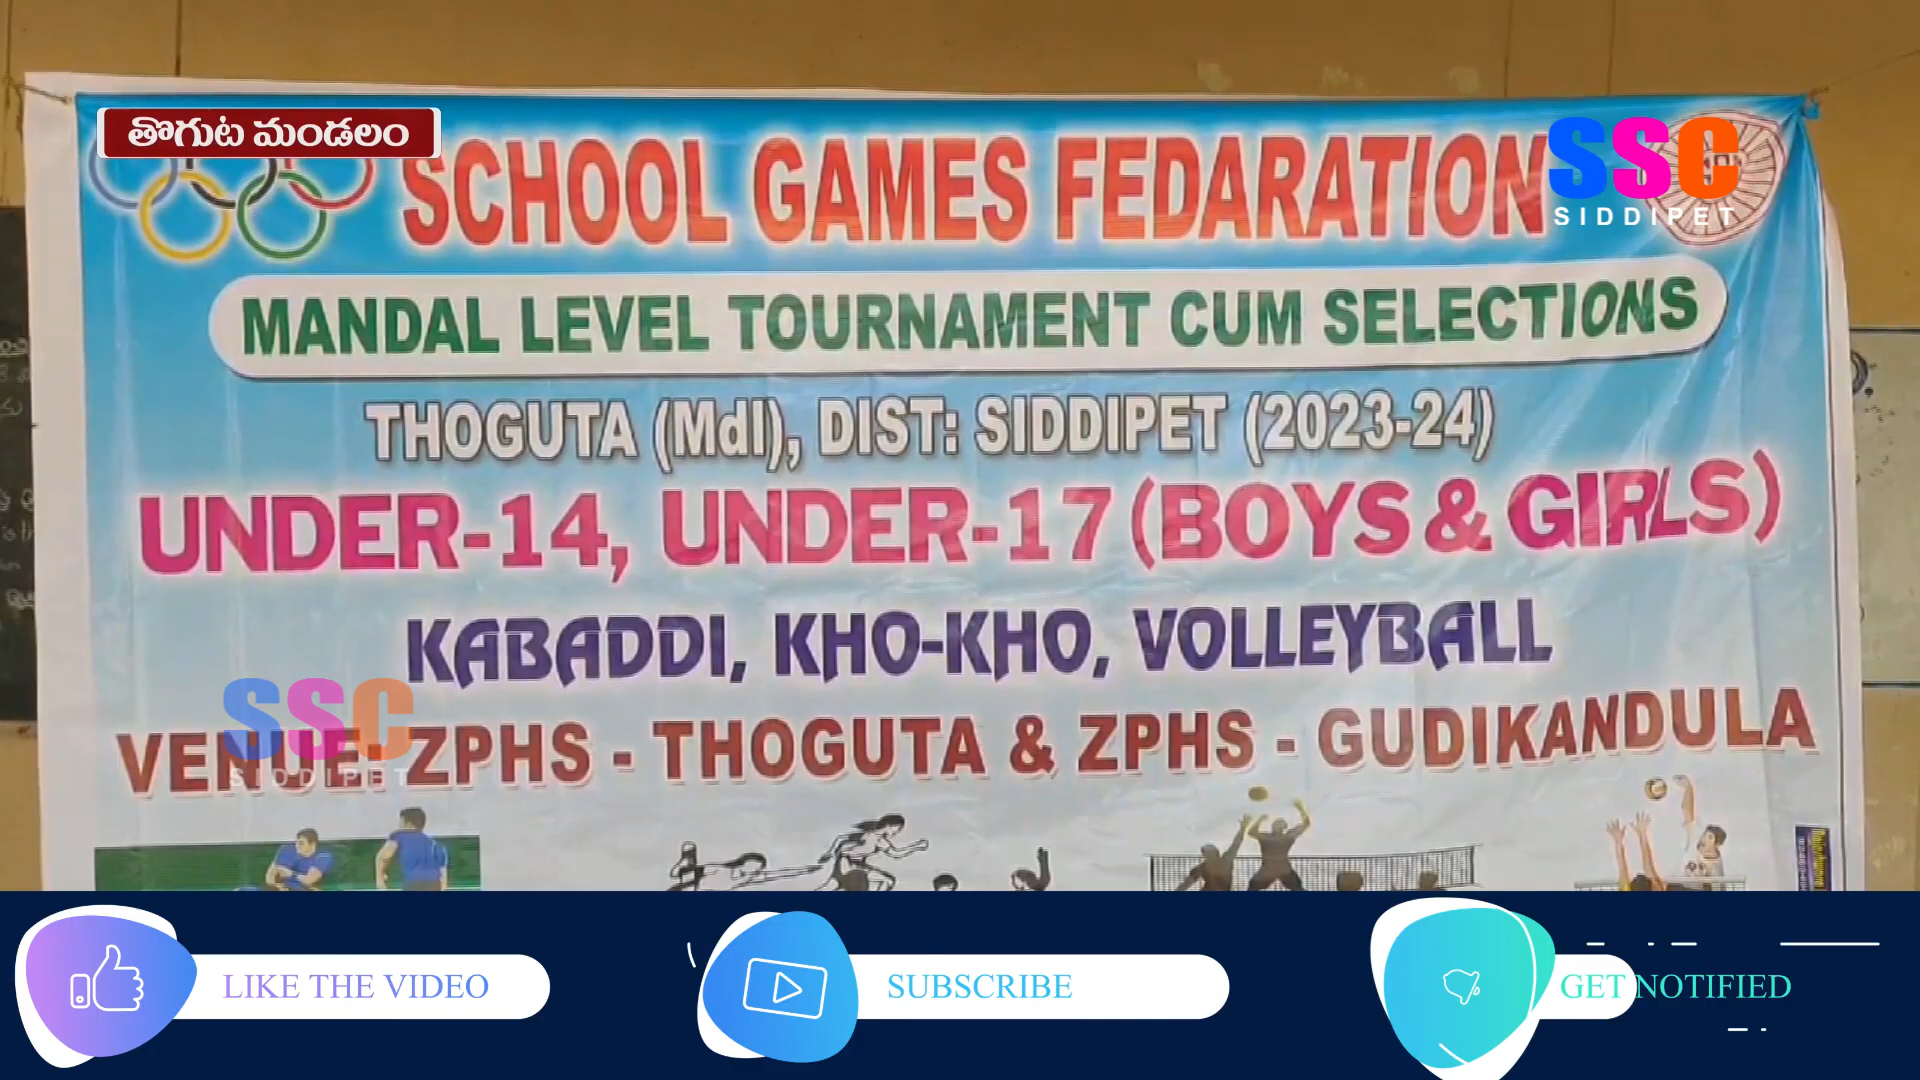 తొగుట మండలం
SCHOOL GAMES FEDARATION
SSC
SIDDIPET
MANDAL LEVEL TOURNAMENT CUM SELECTIONS
THOGUTA (Mdl), DIST: SIDDIPET (2023-24)
UNDER-14, UNDER-17 (BOYS & GIRLS)
KABADDI, KHO-KHO, VOLLEYBALL
SSC
SIDDIPET
VENUE: ZPHS - THOGUTA & ZPHS - GUDIKANDULA
LIKE THE VIDEO
SUBSCRIBE
GET NOTIFIED